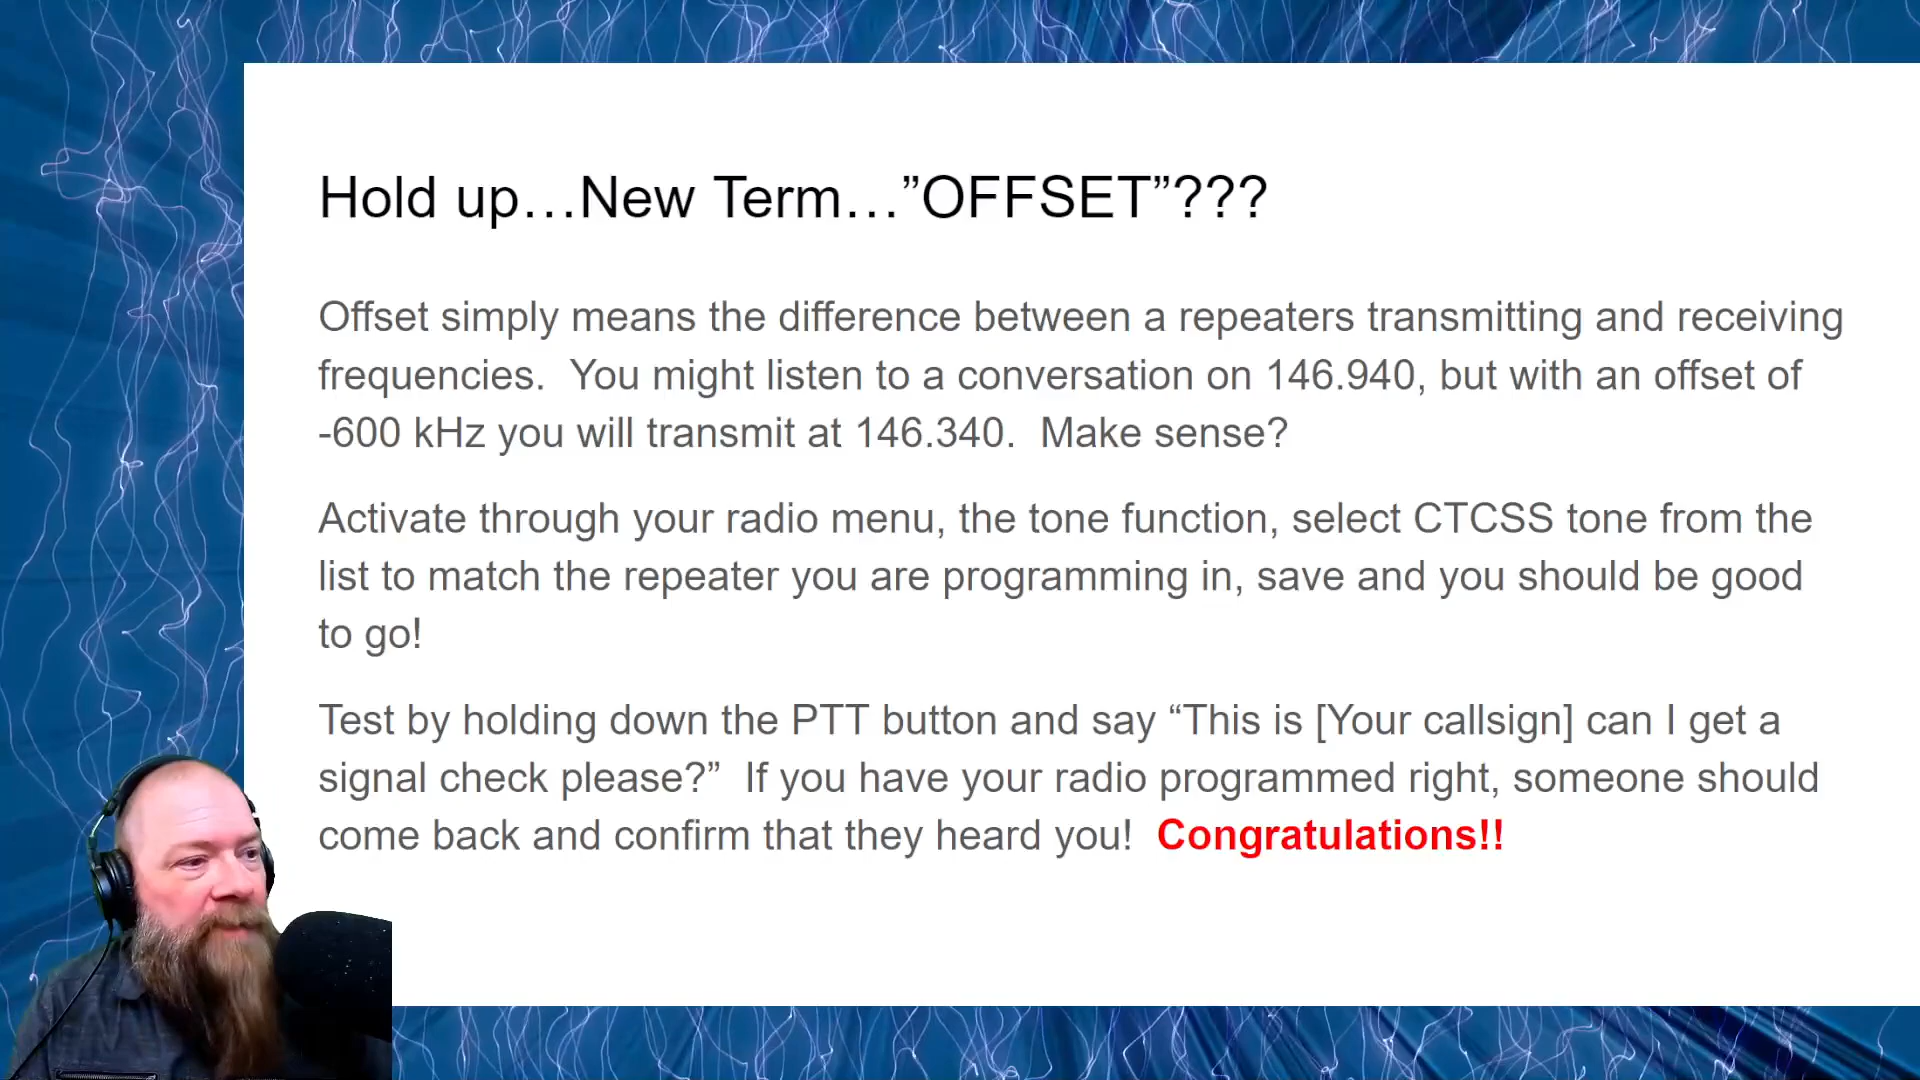 Hold up…New Term…”OFFSET”???
Offset simply means the difference between a repeaters transmitting and receiving
frequencies.  You might listen to a conversation on 146.940, but with an offset of
-600 kHz you will transmit at 146.340.  Make sense?
Activate through your radio menu, the tone function, select CTCSS tone from the
list to match the repeater you are programming in, save and you should be good
to go!
Test by holding down the PTT button and say “This is [Your callsign] can I get a
signal check please?”  If you have your radio programmed right, someone should
come back and confirm that they heard you!  Congratulations!!